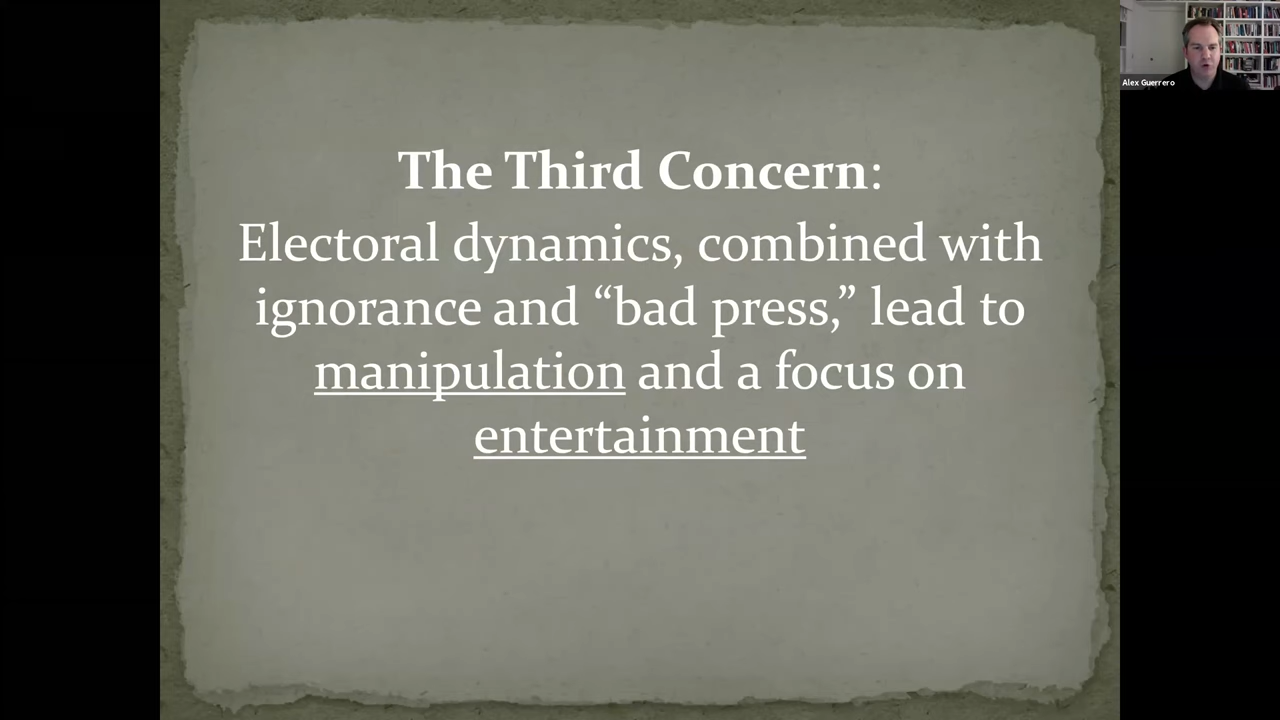 The Third Concern:
Electoral dynamics, combined with
ignorance and “bad press,” lead to
manipulation and a focus on
entertainment
Alex Guerrero